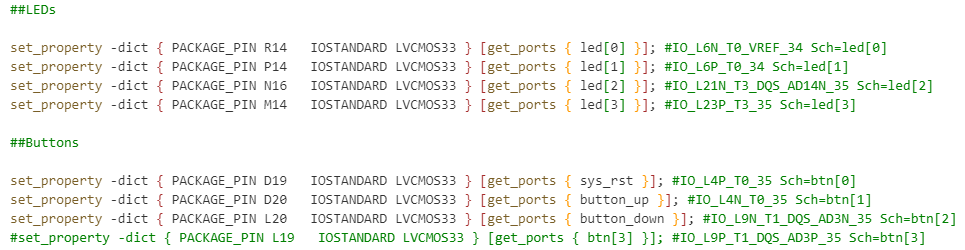 ##LEDs
set_property -dict { PACKAGE_PIN R14   IOSTANDARD LVCMOS33 } [get_ports { led[0] }]; #IO_L6N_T0_VREF_34 Sch=led[0]
set_property -dict { PACKAGE_PIN P14   IOSTANDARD LVCMOS33 } [get_ports { led[1] }]; #IO_L6P_T0_34 Sch=led[1]
set_property -dict { PACKAGE_PIN N16   IOSTANDARD LVCMOS33 } [get_ports { led[2] }]; #IO_L21N_T3_DQS_AD14N_35 Sch=led[2]
set_property -dict { PACKAGE_PIN M14   IOSTANDARD LVCMOS33 } [get_ports { led[3] }]; #IO_L23P_T3_35 Sch=led[3]
##Buttons
set_property -dict { PACKAGE_PIN D19   IOSTANDARD LVCMOS33 } [get_ports { sys_rst }]; #IO_L4P_T0_35 Sch=btn[0]
set_property -dict { PACKAGE_PIN D20   IOSTANDARD LVCMOS33 } [get_ports { button_up }]; #IO_L4N_T0_35 Sch=btn[1]
set_property -dict { PACKAGE_PIN L20   IOSTANDARD LVCMOS33 } [get_ports { button_down }]; #IO_L9N_T1_DQS_AD3N_35 Sch=btn[2]
#set_property -dict { PACKAGE_PIN L19   IOSTANDARD LVCMOS33 } [get_ports { btn[3] }]; #IO_L9P_T1_DQS_AD3P_35 Sch=btn[3]